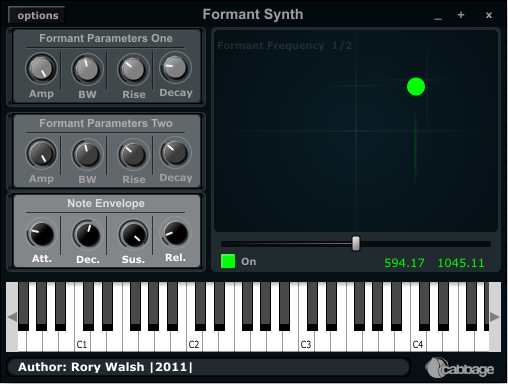 options
Formant Synth
_ + x
Formant Parameters One
Amp BW Rise Decay
Formant Frequency 1/2
Formant Parameters Two
Amp BW Rise Decay
Note Envelope
Att. Dec. Sus. Rel.
On
594.17 1045.11
C1 C2 C3 C4
Author: Rory Walsh |2011|
cabbage